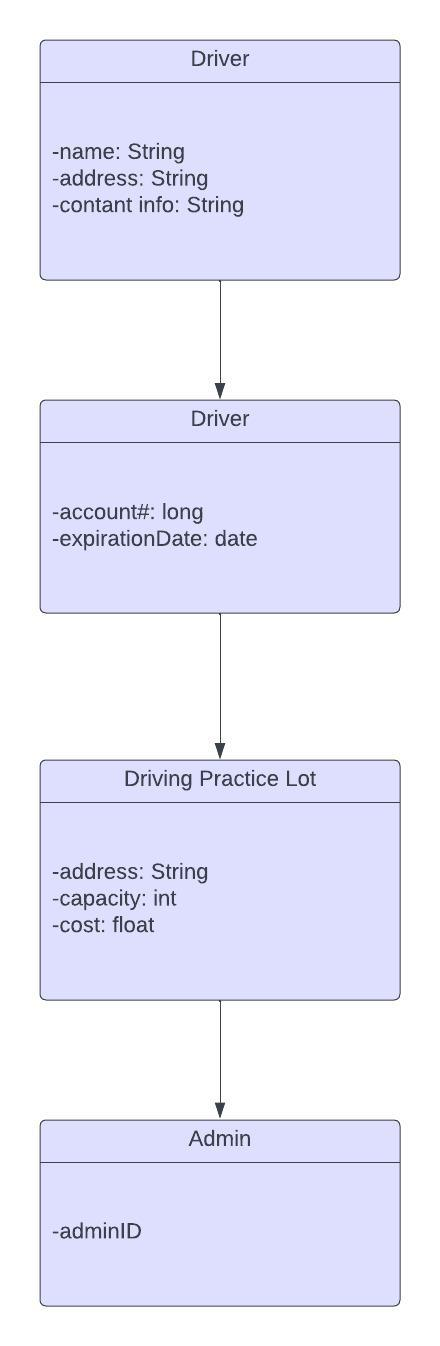 Driver
-name: String
-address: String
-contant info: String
Driver
-account#: long
-expirationDate: date
Driving Practice Lot
-address: String
-capacity: int
-cost: float
Admin
-adminID